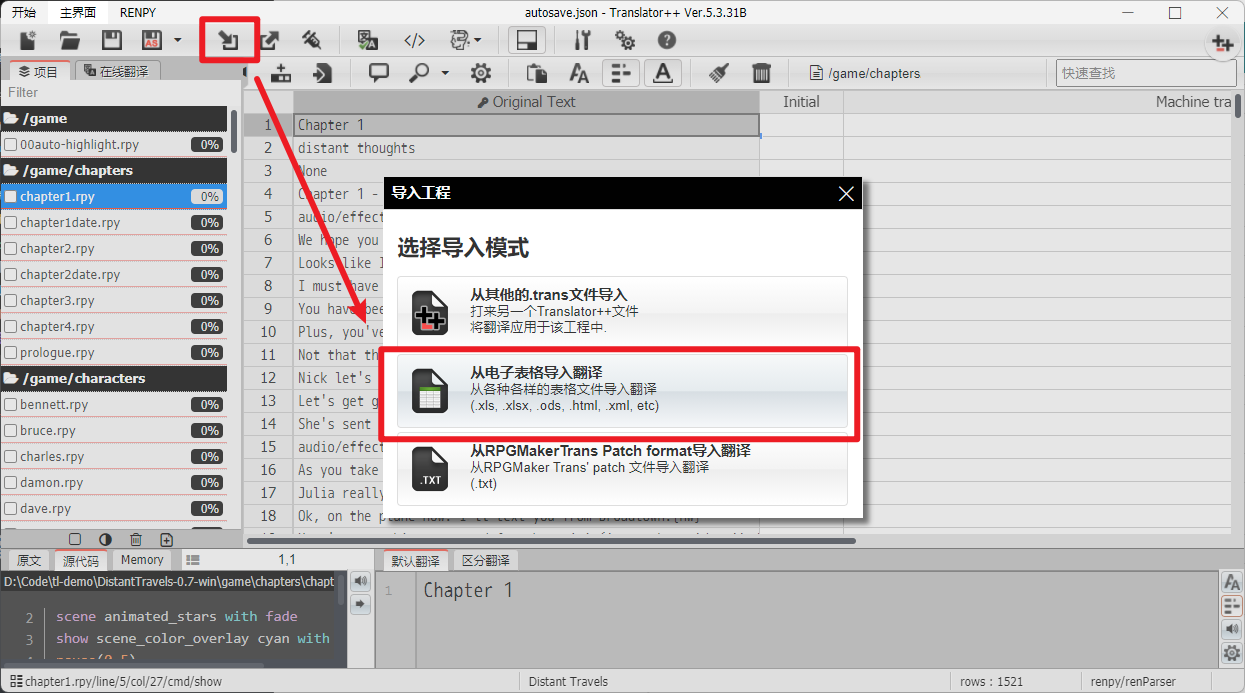 autosave.json - Translator++ Ver.5.3.31B
开始 主界面 RENPY
AS
/game/chapters
快速查找
项目 在线翻译
Filter
/game
00auto-highlight.rpy 0%
/game/chapters
chapter1.rpy 0%
chapter1date.rpy 0%
chapter2.rpy 0%
chapter2date.rpy 0%
chapter3.rpy 0%
chapter4.rpy 0%
prologue.rpy 0%
/game/characters
bennett.rpy 0%
bruce.rpy 0%
charles.rpy 0%
damon.rpy 0%
dave.rpy 0%
Original Text Initial Machine tra
1 Chapter 1
2 distant thoughts
3 None
4 Chapter 1 -
5 audio/effect
6 We hope you
7 Looks like I
8 I must have
9 You have bee
10 Plus, you've
11 Not that th
12 Nick let's
13 Let's get g
14 She's sent
15 audio/effect
16 As you take
17 Julia really
18
导入工程
选择导入模式
从其他的.trans文件导入
打来另一个Translator++文件
将翻译应用于该工程中.
从电子表格导入翻译
从各种各样的表格文件导入翻译
(.xls, .xlsx, .ods, .html, .xml, etc)
从RPGMakerTrans Patch format导入翻译
从RPGMaker Trans' patch 文件导入翻译
(.txt)
.TXT
原文 源代码 Memory 1,1
D:\Code\tl-demo\DistantTravels-0.7-win\game\chapters\chapt
2 scene animated_stars with fade
3 show scene_color_overlay cyan with
默认翻译 区分翻译
1 Chapter 1
chapter1.rpy/line/5/col/27/cmd/show
Distant Travels
rows : 1521
renpy/renParser